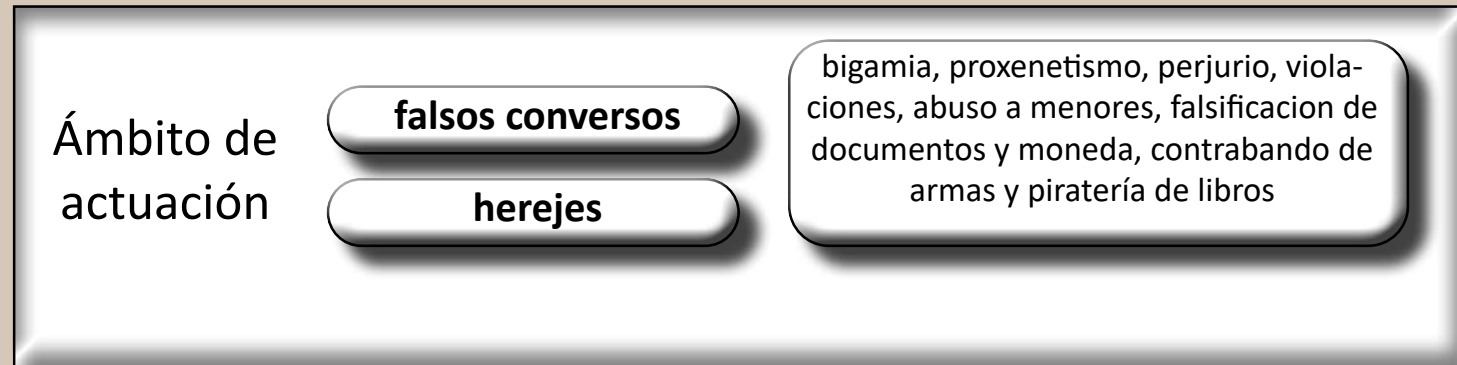 Ámbito de
actuación
falsos conversos
herejes
bigamia, proxenetismo, perjurio, viola-
ciones, abuso a menores, falsificacion de
documentos y moneda, contrabando de
armas y piratería de libros